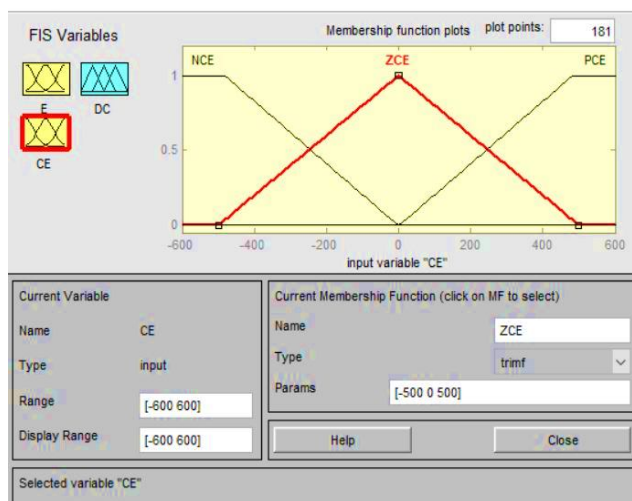 FIS Variables
E
DC
CE
Membership function plots
plot points:
181
NCE
ZCE
PCE
1
0.5
0
-600
-400
-200
0
200
400
600
input variable "CE"
Current Variable
Name
CE
Type
input
Range
[-600 600]
Display Range
[-600 600]
Current Membership Function (click on MF to select)
Name
ZCE
Type
trimf
Params
[-500 0 500]
Help
Close
Selected variable "CE"